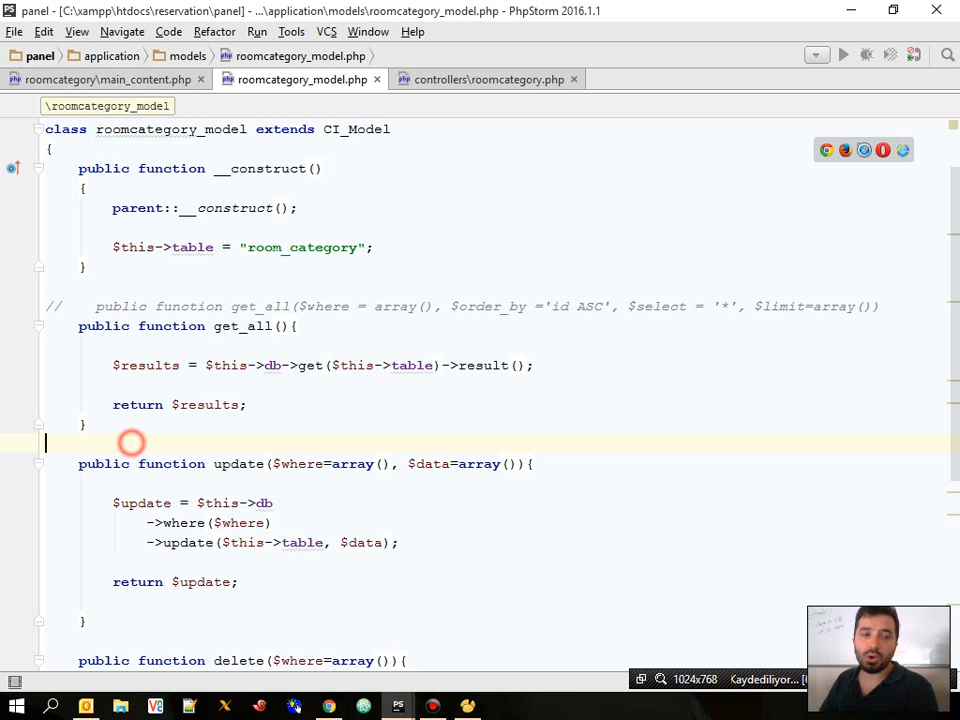 panel - [C:\xampp\htdocs\reservation\panel] - ...\application\models\roomcategory_model.php - PhpStorm 2016.1.1
File Edit View Navigate Code Refactor Run Tools VCS Window Help
panel application models roomcategory_model.php
roomcategory\main_content.php roomcategory_model.php controllers\roomcategory.php
\roomcategory_model
class roomcategory_model extends CI_Model
{
public function __construct()
{
parent::__construct();
$this->table = "room_category";
}
// public function get_all($where = array(), $order_by ='id ASC', $select = '*', $limit=array())
public function get_all(){
$results = $this->db->get($this->table)->result();
return $results;
}
public function update($where=array(), $data=array()){
$update = $this->db
->where($where)
->update($this->table, $data);
return $update;
}
public function delete($where=array()){
1024x768 Kaydediliyor...